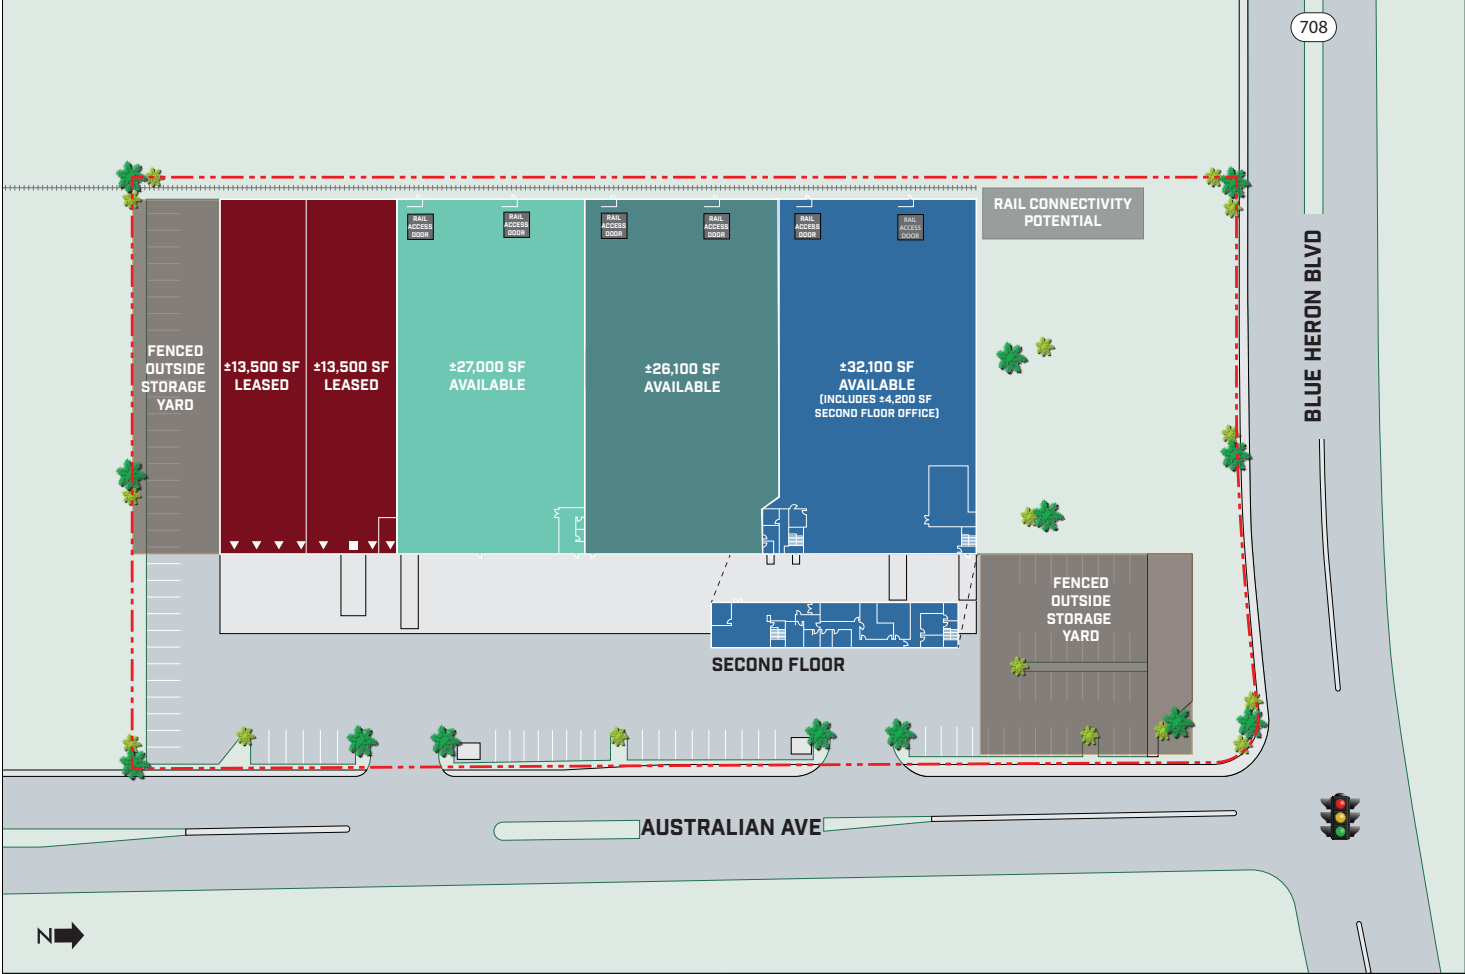 708
RAIL CONNECTIVITY
POTENTIAL
RAIL
ACCESS
DOOR
RAIL
ACCESS
DOOR
RAIL
ACCESS
DOOR
RAIL
ACCESS
DOOR
RAIL
ACCESS
DOOR
RAIL
ACCESS
DOOR
BLUE HERON BLVD
FENCED
OUTSIDE
STORAGE
YARD
±13,500 SF
LEASED
±13,500 SF
LEASED
±27,000 SF
AVAILABLE
±26,100 SF
AVAILABLE
±32,100 SF
AVAILABLE
(INCLUDES ±4,200 SF
SECOND FLOOR OFFICE)
FENCED
OUTSIDE
STORAGE
YARD
SECOND FLOOR
AUSTRALIAN AVE
N